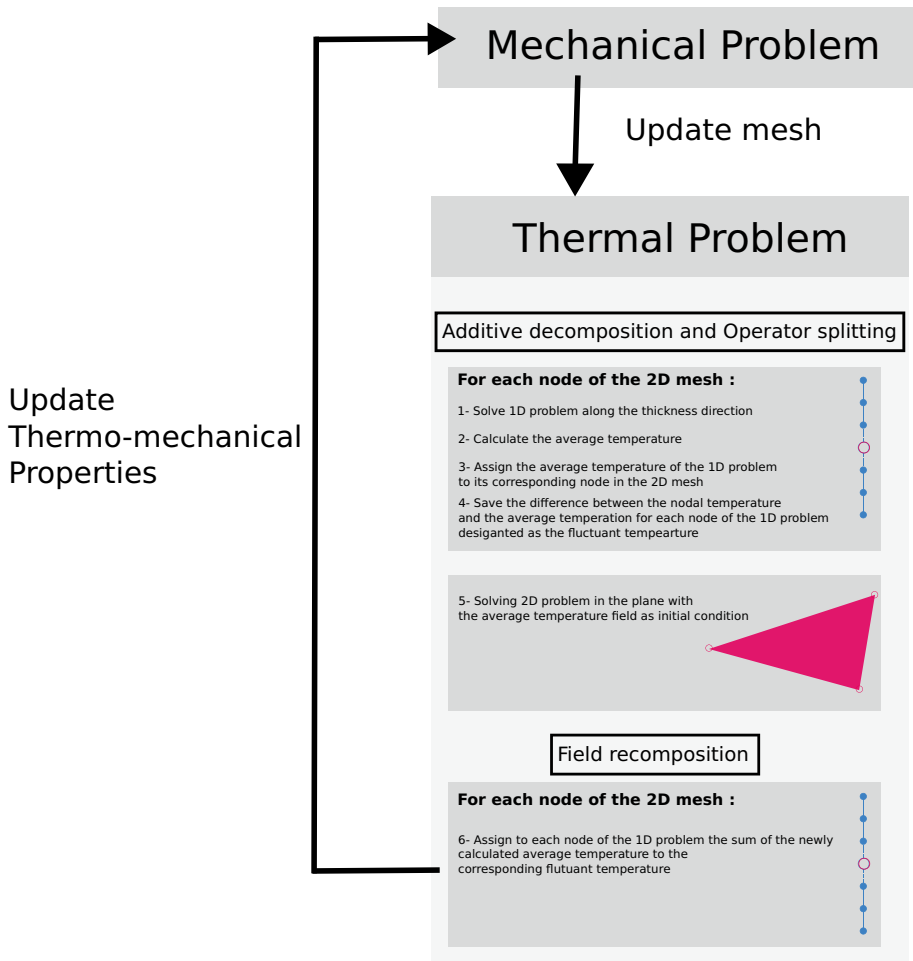 Mechanical Problem
Update mesh
Thermal Problem
Additive decomposition and Operator splitting
For each node of the 2D mesh :
1- Solve 1D problem along the thickness direction
2- Calculate the average temperature
3- Assign the average temperature of the 1D problem
to its corresponding node in the 2D mesh
4- Save the difference between the nodal temperature
and the average temperation for each node of the 1D problem
desiganted as the fluctuant tempearture
Update
Thermo-mechanical
Properties
5- Solving 2D problem in the plane with
the average temperature field as initial condition
Field recomposition
For each node of the 2D mesh :
6- Assign to each node of the 1D problem the sum of the newly
calculated average temperature to the
corresponding flutuant temperature